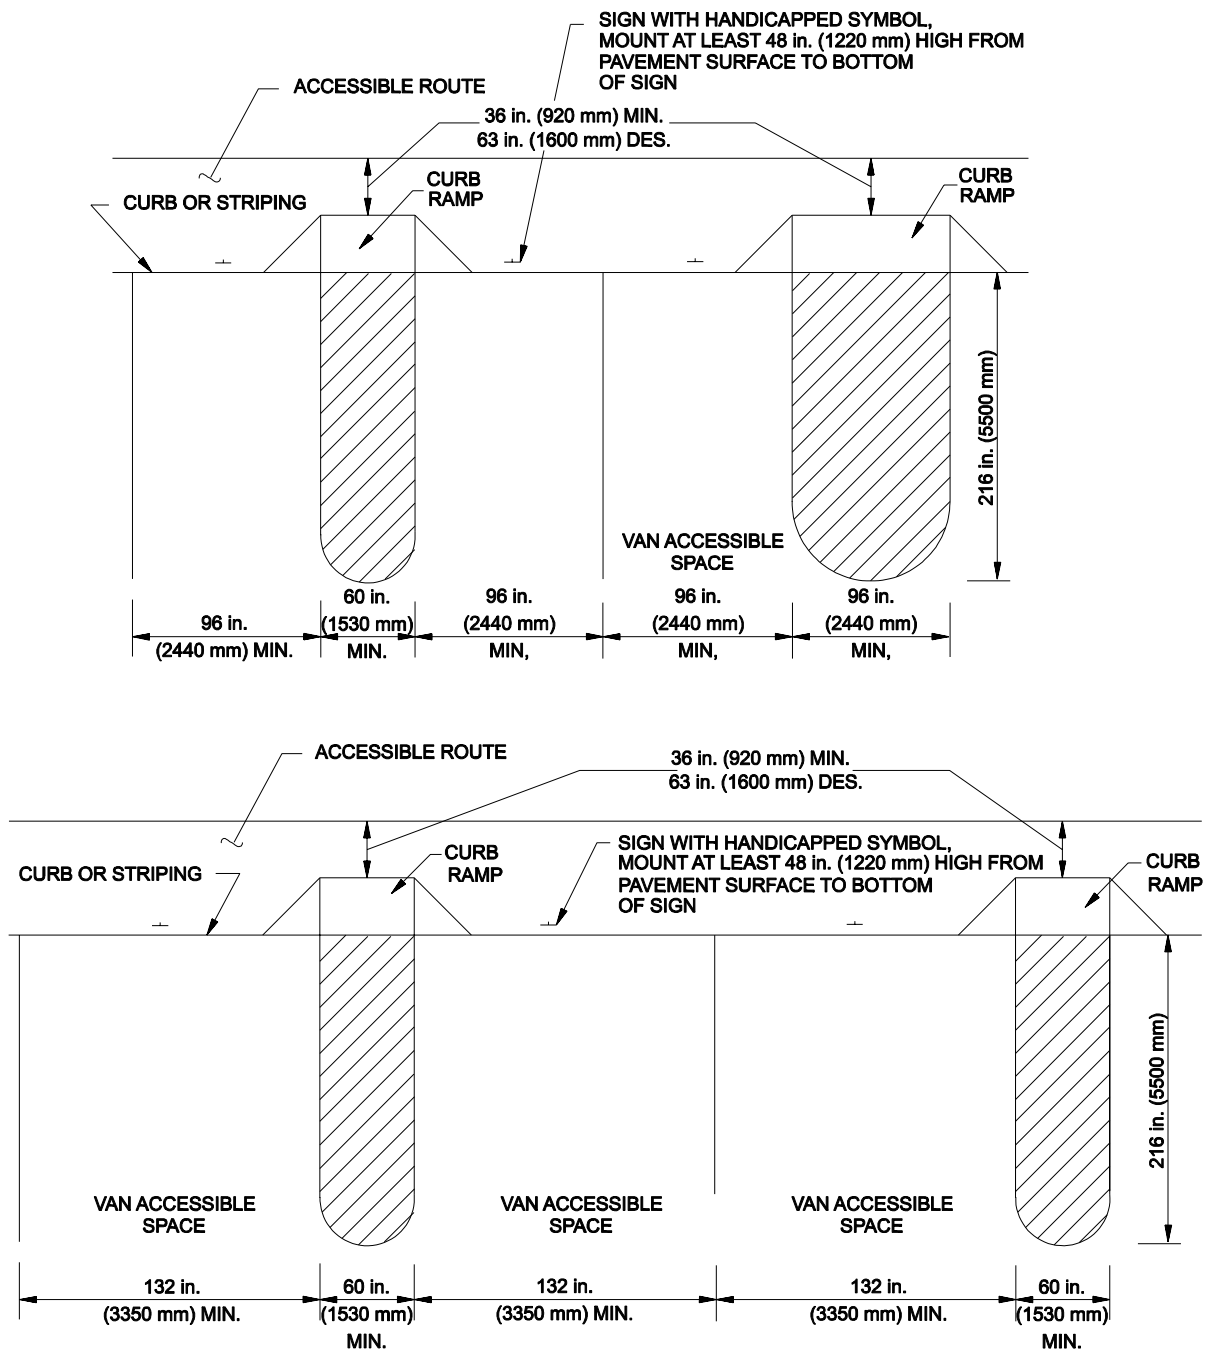 SIGN WITH HANDICAPPED SYMBOL,
MOUNT AT LEAST 48 in. (1220 mm) HIGH FROM
PAVEMENT SURFACE TO BOTTOM
OF SIGN
ACCESSIBLE ROUTE
36 in. (920 mm) MIN.
63 in. (1600 mm) DES.
CURB
RAMP
CURB
RAMP
CURB OR STRIPING
216 in. (5500 mm)
VAN ACCESSIBLE
SPACE
96 in.
(2440 mm) MIN.
60 in.
(1530 mm)
MIN.
96 in.
(2440 mm)
MIN,
96 in.
(2440 mm)
MIN,
96 in.
(2440 mm)
MIN,
ACCESSIBLE ROUTE
36 in. (920 mm) MIN.
63 in. (1600 mm) DES.
SIGN WITH HANDICAPPED SYMBOL,
MOUNT AT LEAST 48 in. (1220 mm) HIGH FROM
PAVEMENT SURFACE TO BOTTOM
OF SIGN
CURB
RAMP
CURB
RAMP
CURB OR STRIPING
216 in. (5500 mm)
VAN ACCESSIBLE
SPACE
VAN ACCESSIBLE
SPACE
VAN ACCESSIBLE
SPACE
132 in.
(3350 mm) MIN.
60 in.
(1530 mm)
MIN.
132 in.
(3350 mm) MIN.
132 in.
(3350 mm) MIN.
60 in.
(1530 mm)
MIN.